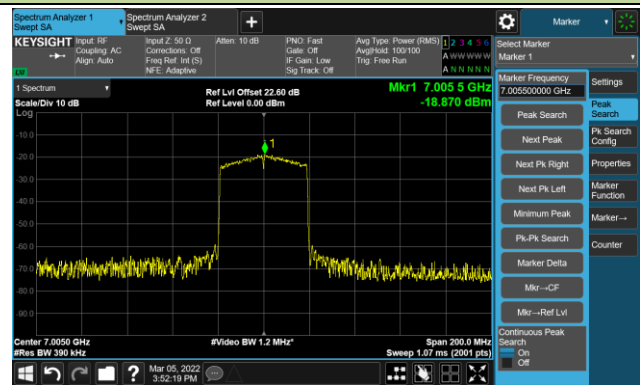 Spectrum Analyzer 1
Swept SA
Spectrum Analyzer 2
Swept SA
+
Marker
KEYSIGHT
Input: RF
Coupling: AC
Align: Auto
Input Z: 50 Ω
Corrections: Off
Freq Ref: Int (S)
NFE: Adaptive
Atten: 10 dB
PNO: Fast
Gate: Off
IF Gain: Low
Sig Track: Off
Avg Type: Power (RMS)
Avg|Hold: 100/100
Trig: Free Run
1 2 3 4 5 6
A W W W W W
A N N N N N
Select Marker
Marker 1
1 Spectrum
Scale/Div 10 dB
Log
Ref Lvl Offset 22.60 dB
Ref Level 0.00 dBm
Mkr1 7.005 5 GHz
-18.870 dBm
1
-10.0
-20.0
-30.0
-40.0
-50.0
-60.0
-70.0
-80.0
-90.0
Center 7.0050 GHz
#Res BW 390 kHz
#Video BW 1.2 MHz*
Span 200.0 MHz
Sweep 1.07 ms (2001 pts)
Marker Frequency
7.005500000 GHz
Peak Search
Next Peak
Next Pk Right
Next Pk Left
Minimum Peak
Pk-Pk Search
Marker Delta
Mkr→CF
Mkr→Ref Lvl
Continuous Peak
Search
On
Off
Settings
Peak
Search
Pk Search
Config
Properties
Marker
Function
Marker→
Counter
?
Mar 05, 2022
3:52:19 PM